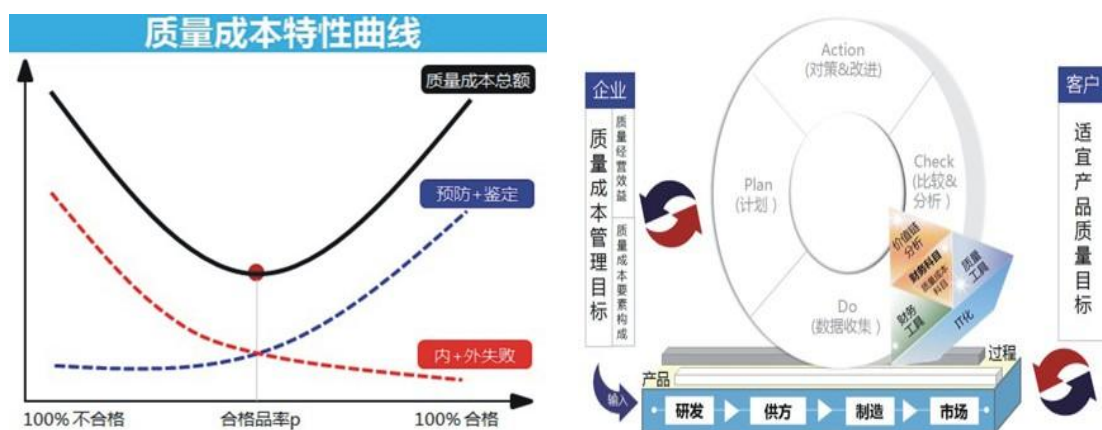 质量成本特性曲线
质量成本总额
预防+鉴定
内+外失败
100%不合格
合格品率p
100%合格
企业
质量成本管理目标
质量经营效益
质量成本要素构成
输入
Action
(对策&改进)
Plan
(计划)
Check
(比较&
分析)
Do
(数据收集)
价值链
分析
财务科目
质量成本
科目
质量
工具
财务
工具
IT化
客户
适宜产品质量目标
过程
产品
研发
供方
制造
市场